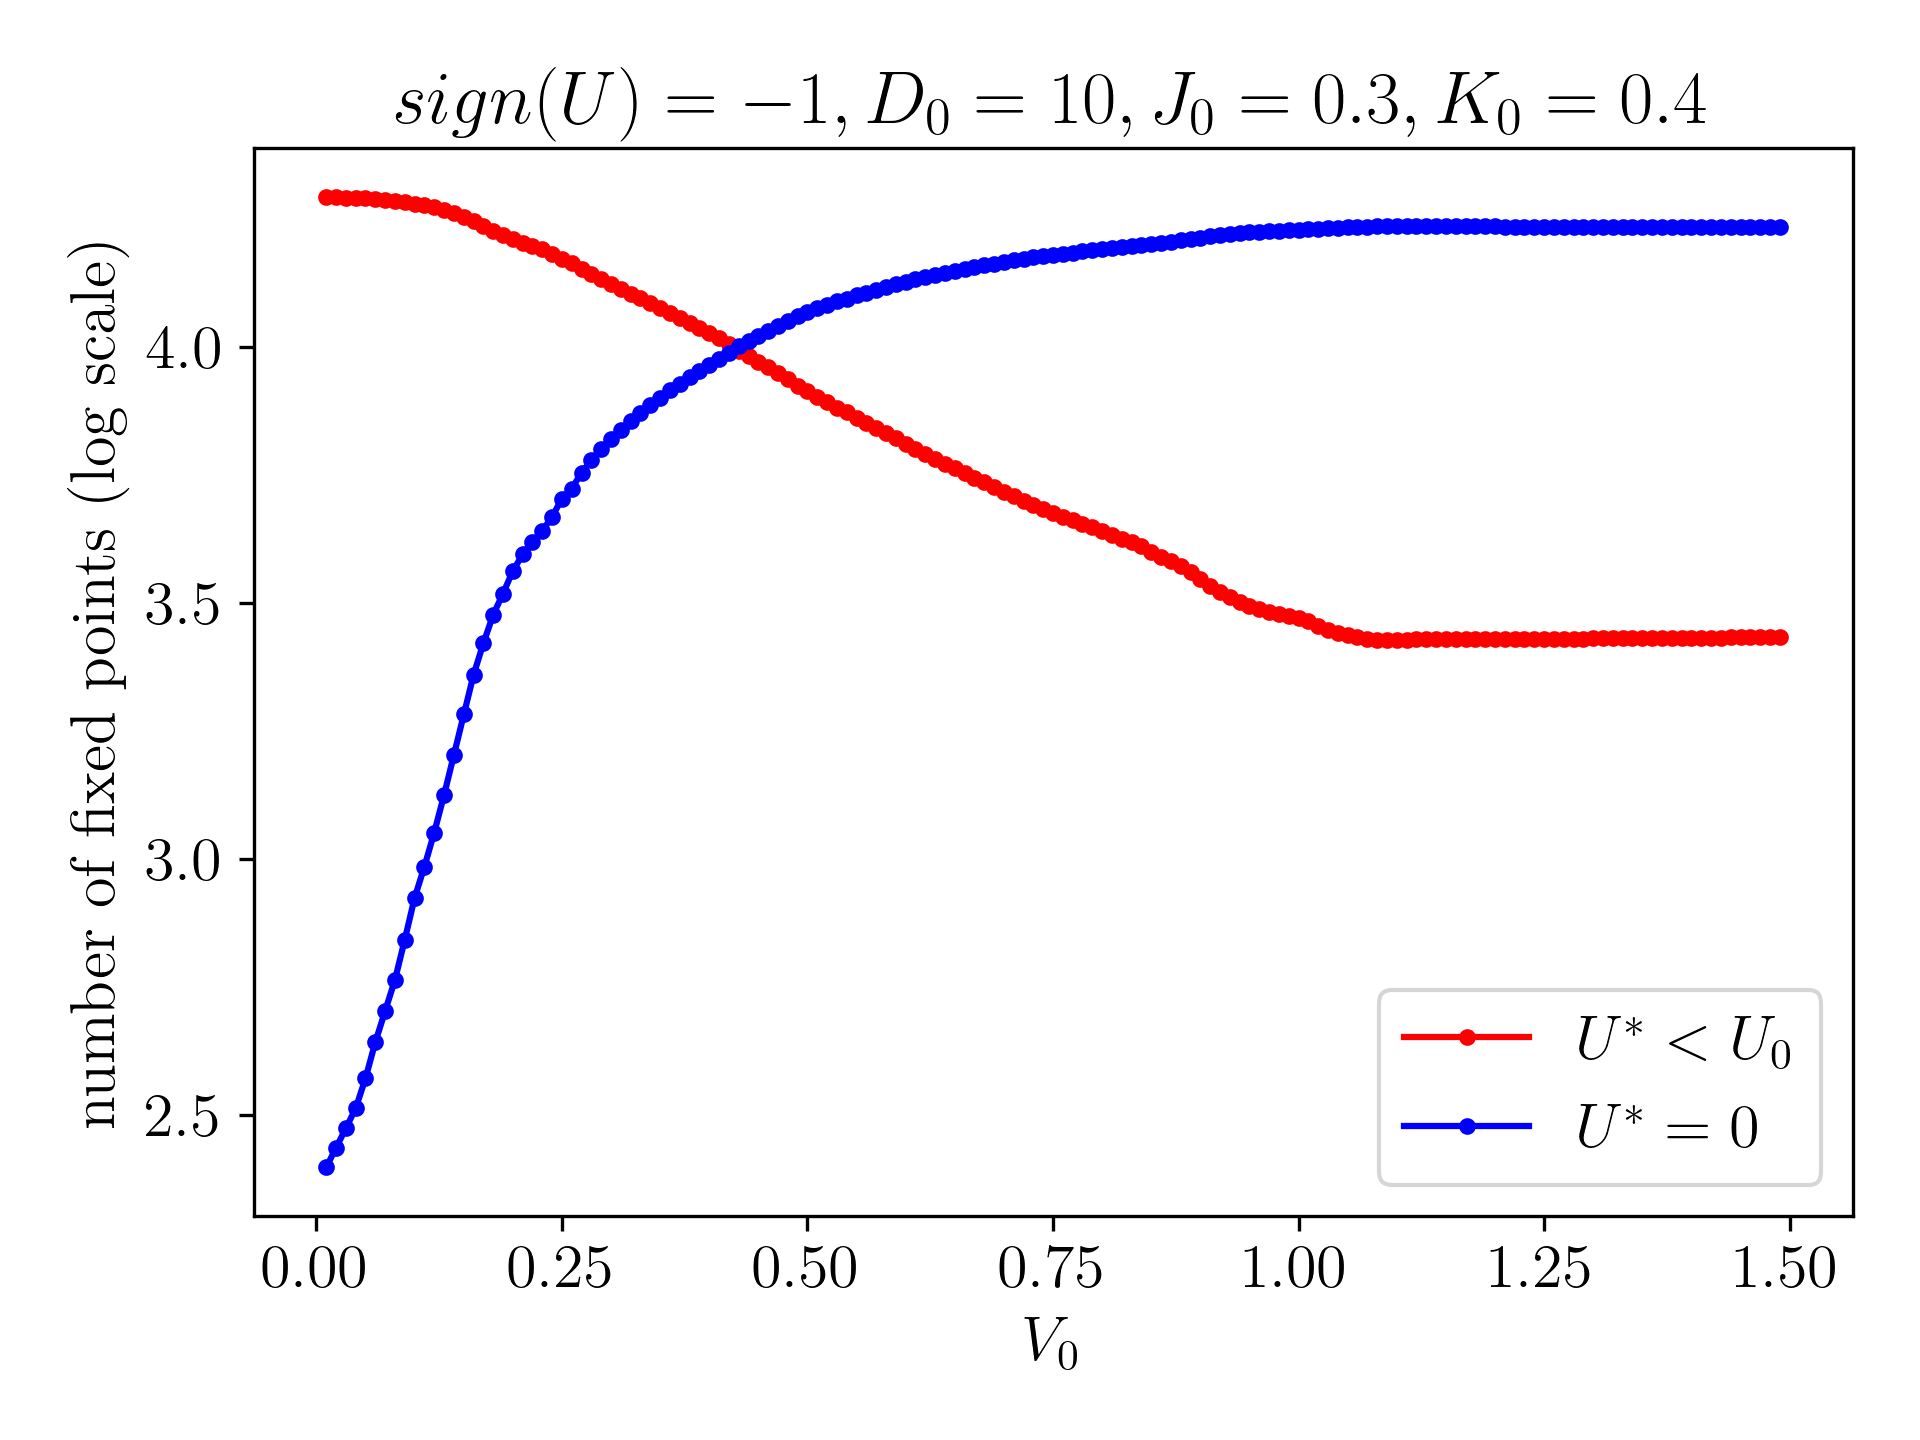 sign(U) = −1, D₀ = 10, J₀ = 0.3, K₀ = 0.4
number of fixed points (log scale)
4.0
3.5
3.0
2.5
U* < U₀
U* = 0
0.00 0.25 0.50 0.75 1.00 1.25 1.50
V₀